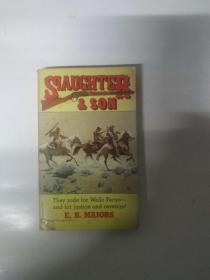 SLAUGHTER
& SON
They rode for Wells Fargo—
and for justice and revenge!
E. B. MAJORS